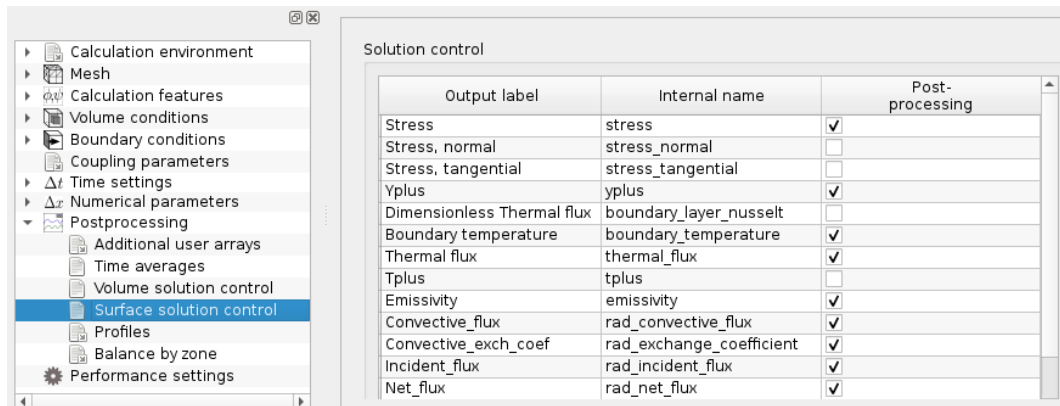 Calculation environment
Mesh
φ,ψ Calculation features
Volume conditions
Boundary conditions
Coupling parameters
Δt Time settings
Δx Numerical parameters
Postprocessing
Additional user arrays
Time averages
Volume solution control
Surface solution control
Profiles
Balance by zone
Performance settings
Solution control
Output label Internal name Post-
processing
Stress stress
Stress, normal stress_normal
Stress, tangential stress_tangential
Yplus yplus
Dimensionless Thermal flux boundary_layer_nusselt
Boundary temperature boundary_temperature
Thermal flux thermal_flux
Tplus tplus
Emissivity emissivity
Convective_flux rad_convective_flux
Convective_exch_coef rad_exchange_coefficient
Incident_flux rad_incident_flux
Net_flux rad_net_flux